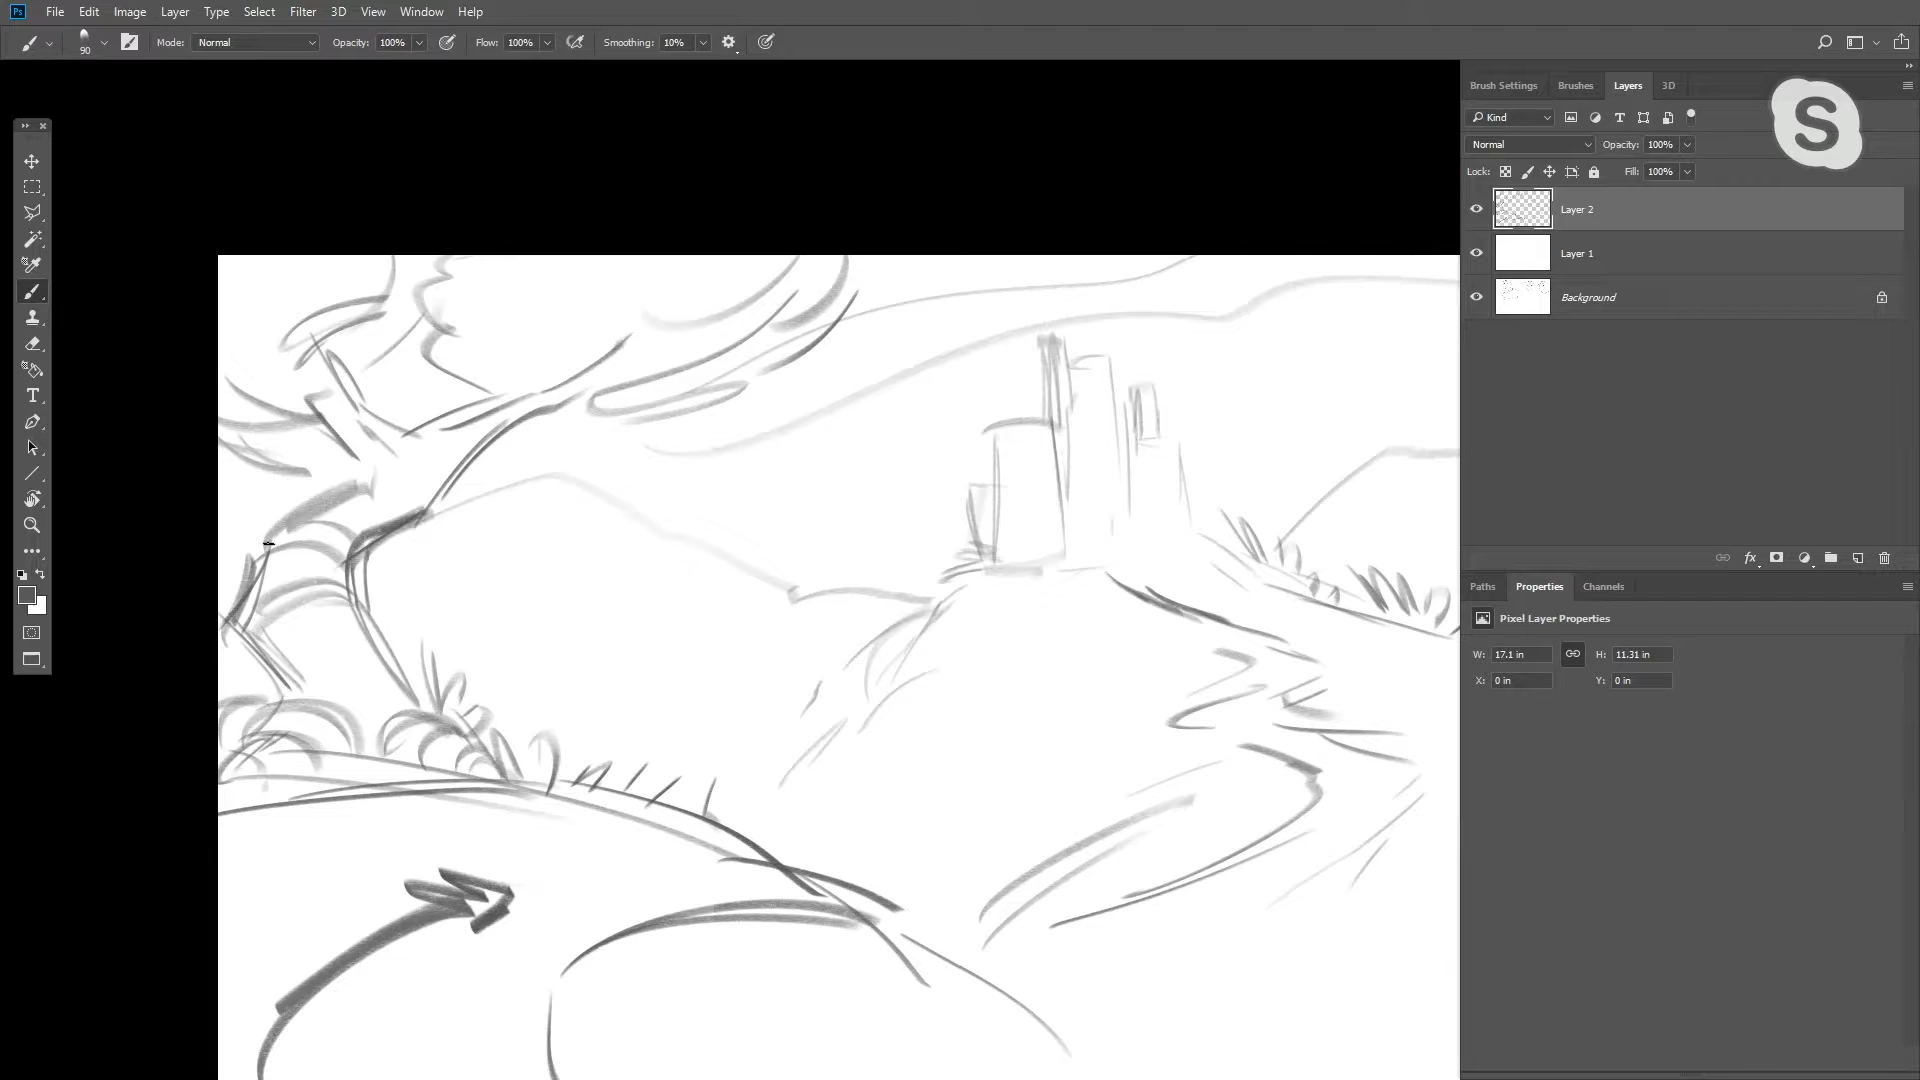 Ps File Edit Image Layer Type Select Filter 3D View Window Help
90 Mode: Normal Opacity: 100% Flow: 100% Smoothing: 10%
Brush Settings Brushes Layers 3D
Kind
Normal Opacity: 100%
Lock: Fill: 100%
Layer 2
Layer 1
Background
fx
Paths Properties Channels
Pixel Layer Properties
W: 17.1 in H: 11.31 in
X: 0 in Y: 0 in
S